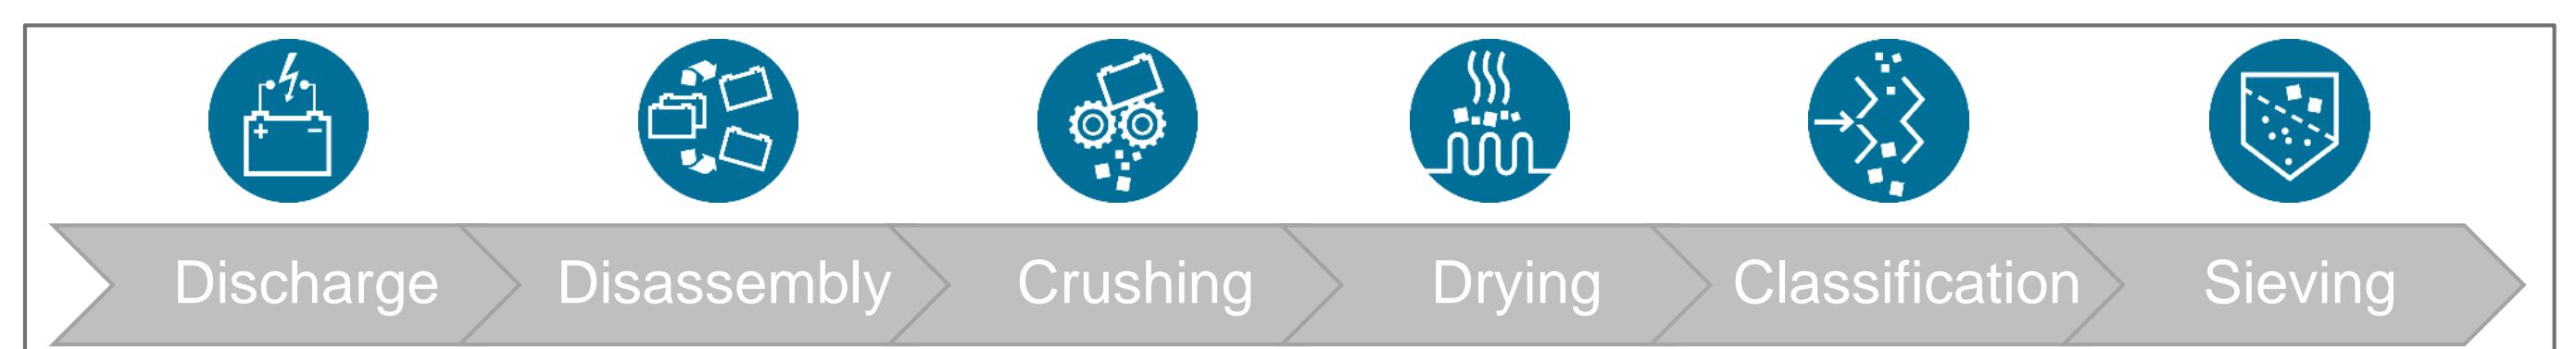 Discharge
Disassembly
Crushing
Drying
Classification
Sieving